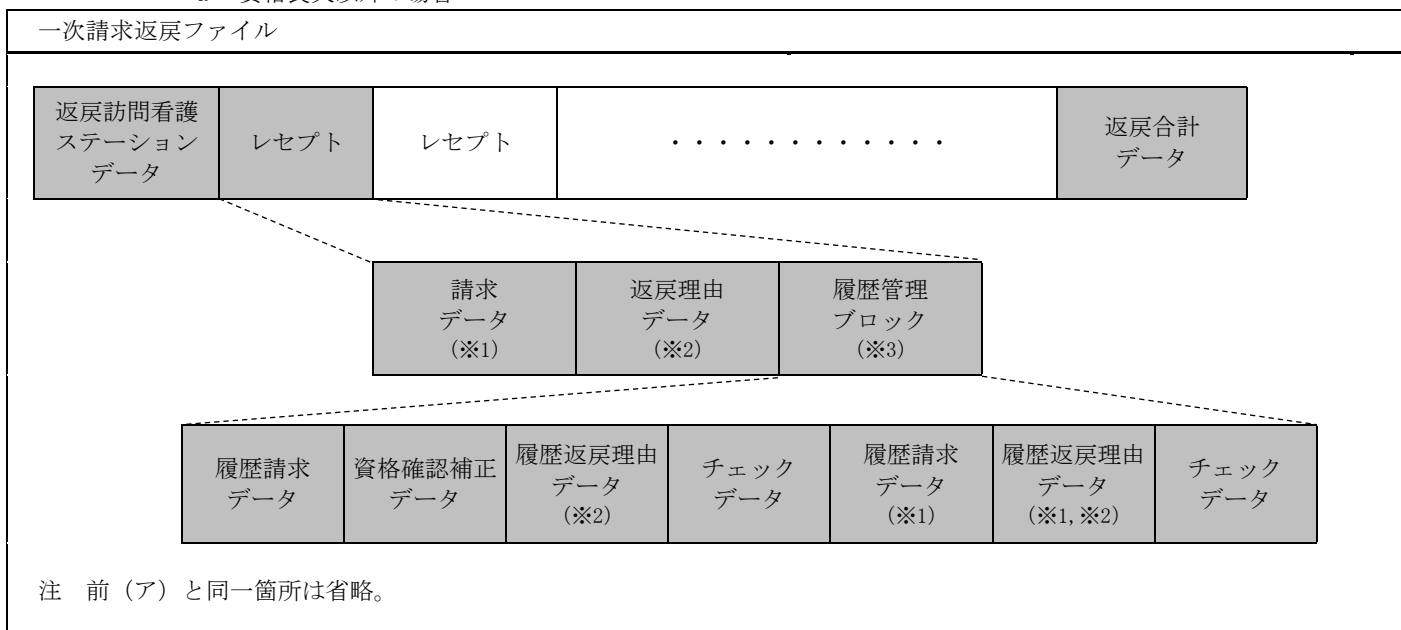 一次請求返戻ファイル
返戻訪問看護
ステーション
データ
レセプト
レセプト
・・・・・・・・・・・・
返戻合計
データ
請求
データ
(※1)
返戻理由
データ
(※2)
履歴管理
ブロック
(※3)
履歴請求
データ
資格確認補正
データ
履歴返戻理由
データ
(※2)
チェック
データ
履歴請求
データ
(※1)
履歴返戻理由
データ
(※1,※2)
チェック
データ
注　前（ア）と同一箇所は省略。